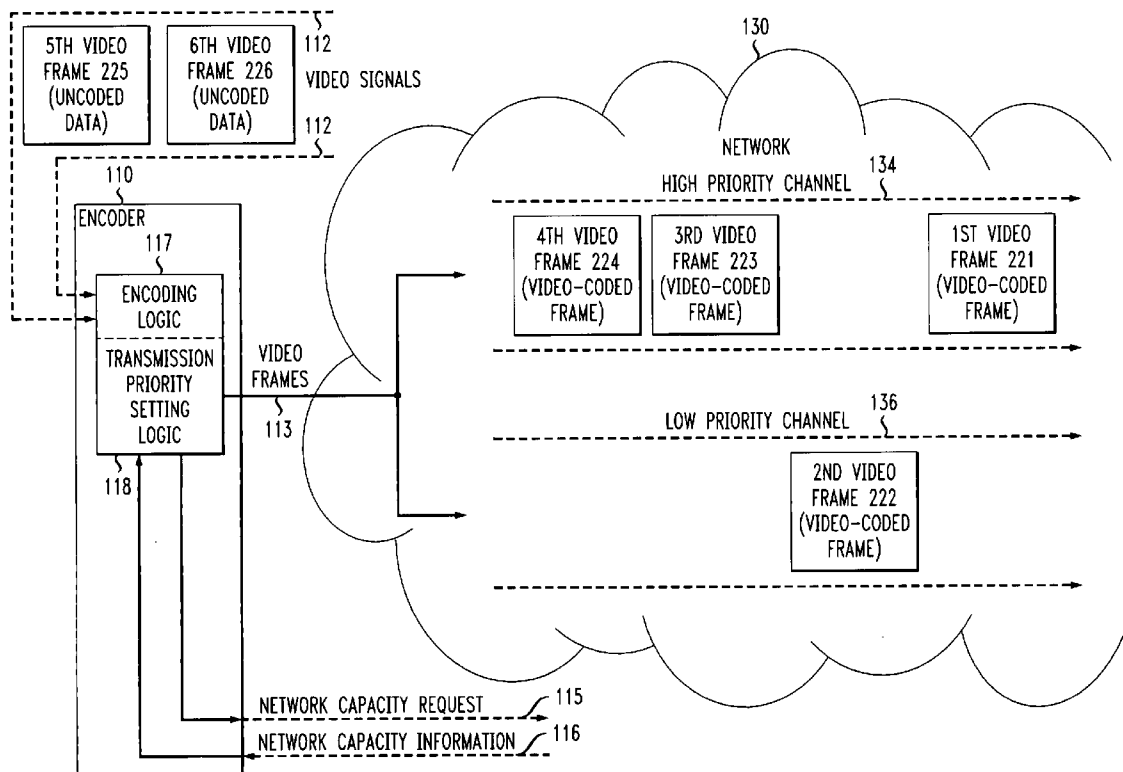 112
5TH VIDEO
FRAME 225
(UNCODED
DATA)
6TH VIDEO
FRAME 226
(UNCODED
DATA)
VIDEO SIGNALS
112
130
NETWORK
110
ENCODER
117
ENCODING
LOGIC
TRANSMISSION
PRIORITY
SETTING
LOGIC
118
VIDEO
FRAMES
113
HIGH PRIORITY CHANNEL
134
4TH VIDEO
FRAME 224
(VIDEO-CODED
FRAME)
3RD VIDEO
FRAME 223
(VIDEO-CODED
FRAME)
1ST VIDEO
FRAME 221
(VIDEO-CODED
FRAME)
LOW PRIORITY CHANNEL
136
2ND VIDEO
FRAME 222
(VIDEO-CODED
FRAME)
NETWORK CAPACITY REQUEST
115
NETWORK CAPACITY INFORMATION
116